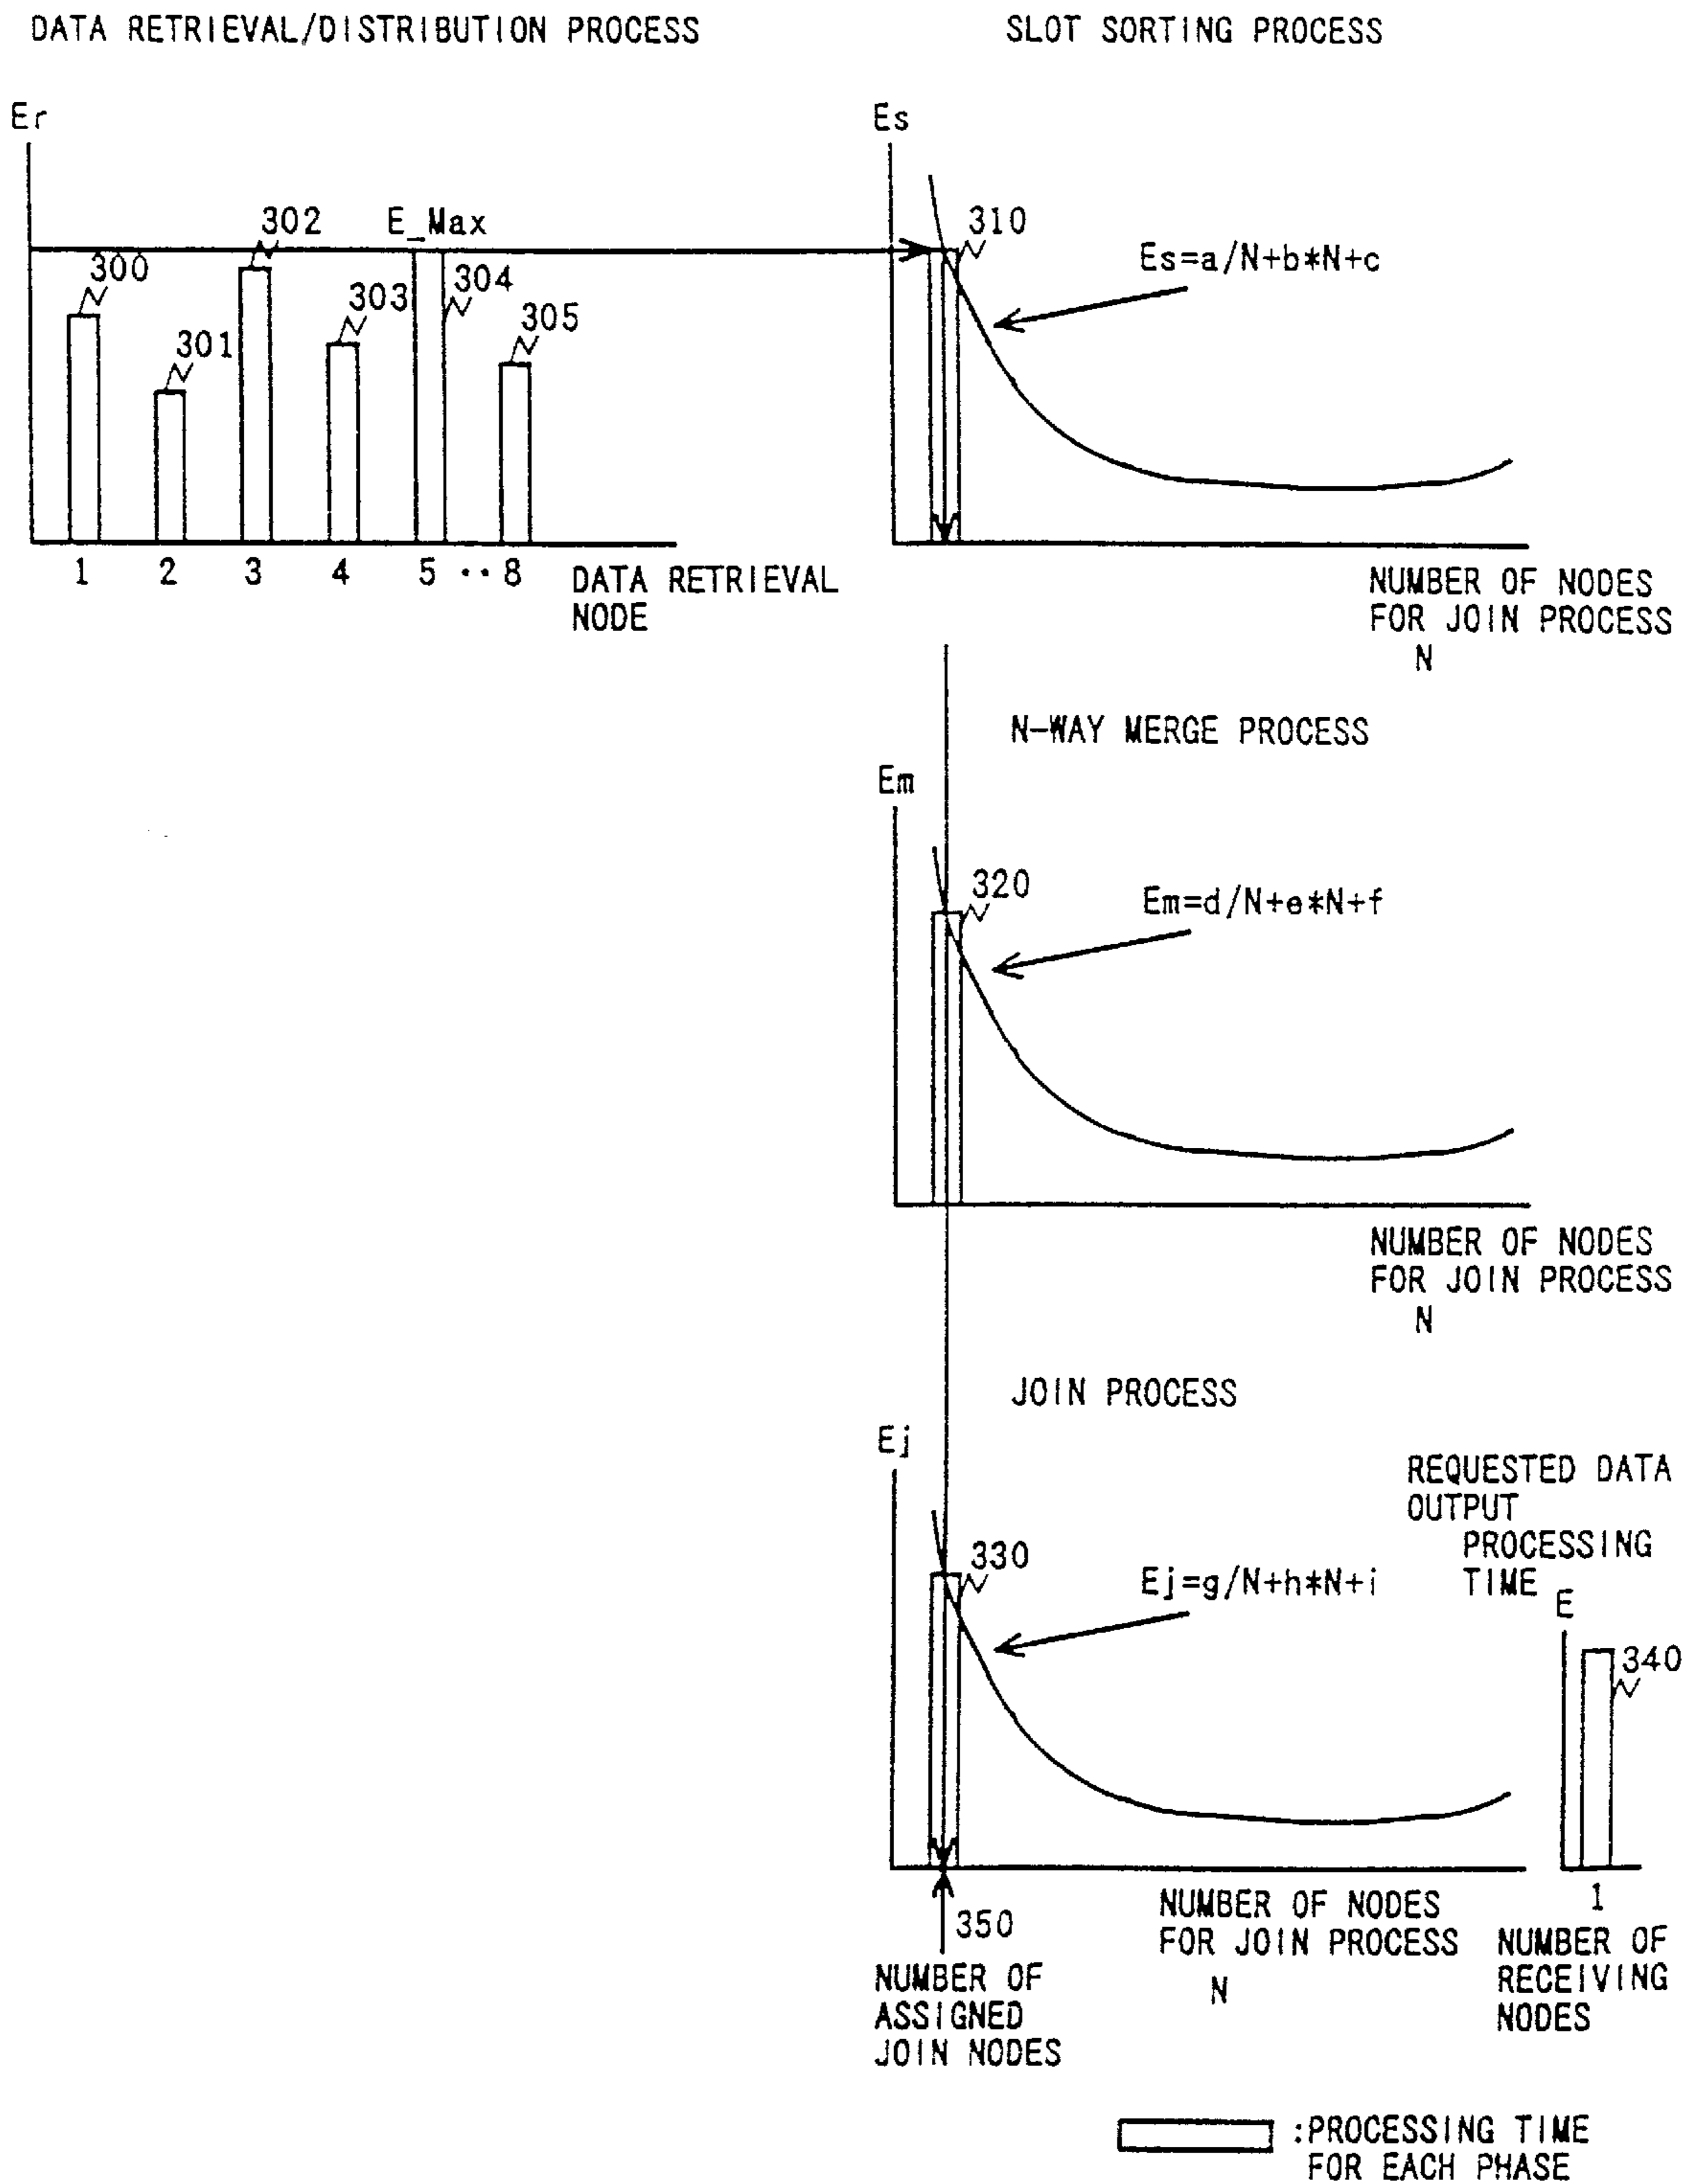 DATA RETRIEVAL/DISTRIBUTION PROCESS
SLOT SORTING PROCESS
Er
E_Max
300
301
302
303
304
305
1 2 3 4 5 ‥ 8
DATA RETRIEVAL
NODE
Es
310
Es=a/N+b*N+c
NUMBER OF NODES
FOR JOIN PROCESS
N
N-WAY MERGE PROCESS
Em
320
Em=d/N+e*N+f
NUMBER OF NODES
FOR JOIN PROCESS
N
JOIN PROCESS
Ej
330
Ej=g/N+h*N+i
350
NUMBER OF
ASSIGNED
JOIN NODES
NUMBER OF NODES
FOR JOIN PROCESS
N
REQUESTED DATA
OUTPUT
PROCESSING
TIME
E
340
1
NUMBER OF
RECEIVING
NODES
:PROCESSING TIME
FOR EACH PHASE